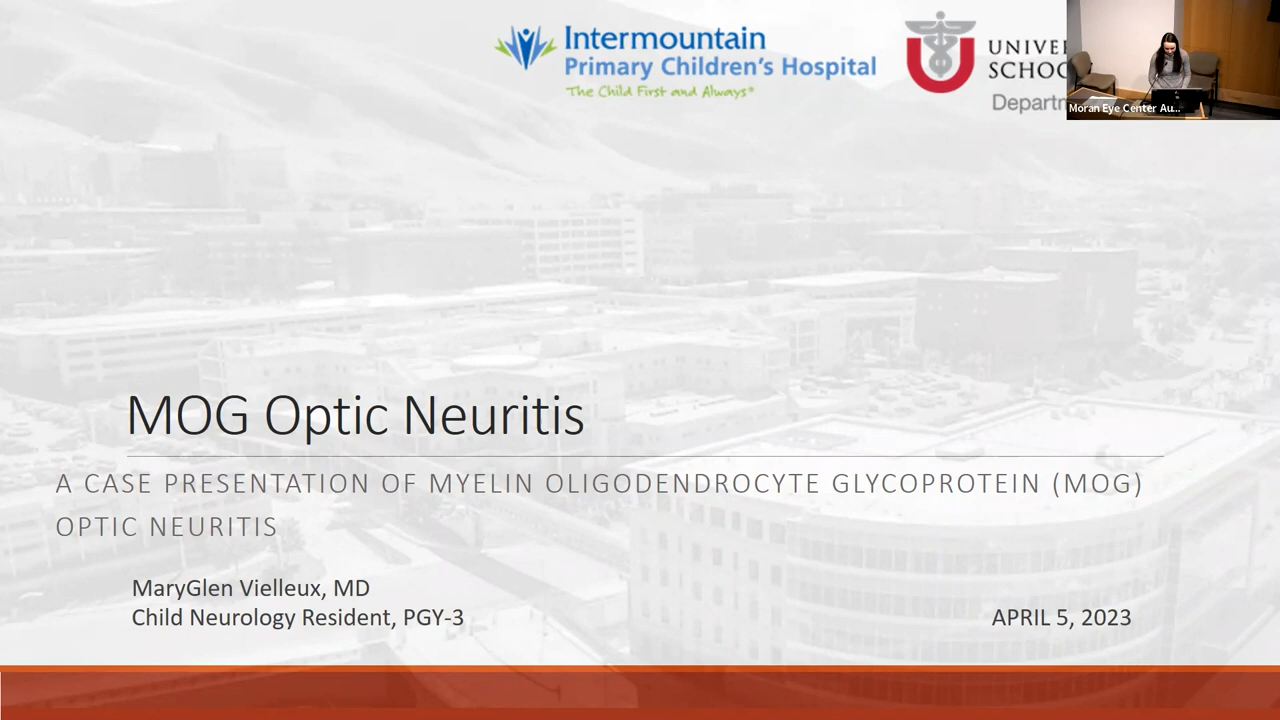 Intermountain
Primary Children's Hospital
The Child First and Always®
UNIVER
SCHOO
Departm
Moran Eye Center Au...
MOG Optic Neuritis
A CASE PRESENTATION OF MYELIN OLIGODENDROCYTE GLYCOPROTEIN (MOG)
OPTIC NEURITIS
MaryGlen Vielleux, MD
Child Neurology Resident, PGY-3
APRIL 5, 2023